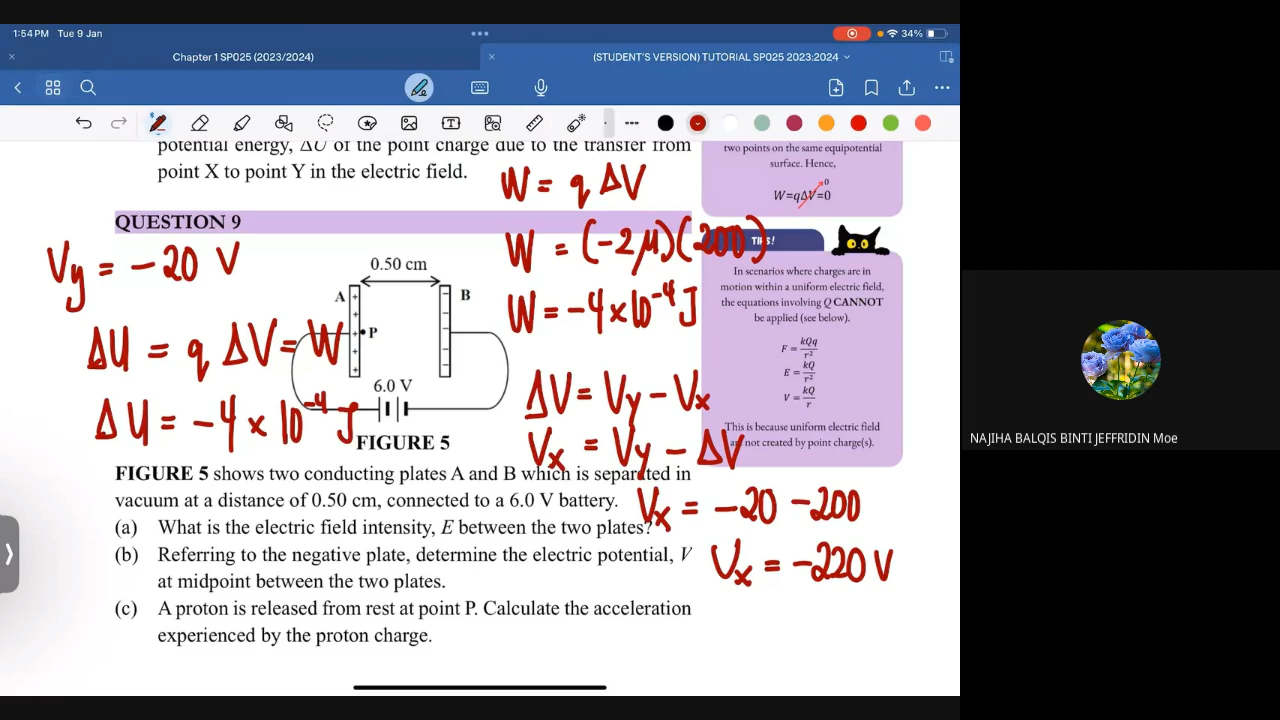 1:54 PM Tue 9 Jan
34%
Chapter 1 SP025 (2023/2024)
(STUDENT'S VERSION) TUTORIAL SP025 2023:2024
potential energy, ΔU of the point charge due to the transfer from
point X to point Y in the electric field.
W = q ΔV
QUESTION 9
W = (-2μ)(200)
Vy = -20 V
W = -4 × 10⁻⁴ J
0.50 cm
A
B
P
6.0 V
ΔU = q ΔV = W
ΔU = -4 × 10⁻⁴ J
FIGURE 5
ΔV = Vy - Vx
Vx = Vy - ΔV
Vx = -20 - 200
Vx = -220 V
FIGURE 5 shows two conducting plates A and B which is separated in
vacuum at a distance of 0.50 cm, connected to a 6.0 V battery.
(a) What is the electric field intensity, E between the two plates?
(b) Referring to the negative plate, determine the electric potential, V
at midpoint between the two plates.
(c) A proton is released from rest at point P. Calculate the acceleration
experienced by the proton charge.
two points on the same equipotential
surface. Hence,
W=qΔV=0
0
TIPS!
In scenarios where charges are in
motion within a uniform electric field,
the equations involving Q CANNOT
be applied (see below).
F = kQq/r²
E = kQ/r²
V = kQ/r
This is because uniform electric field
are not created by point charge(s).
NAJIHA BALQIS BINTI JEFFRIDIN Moe